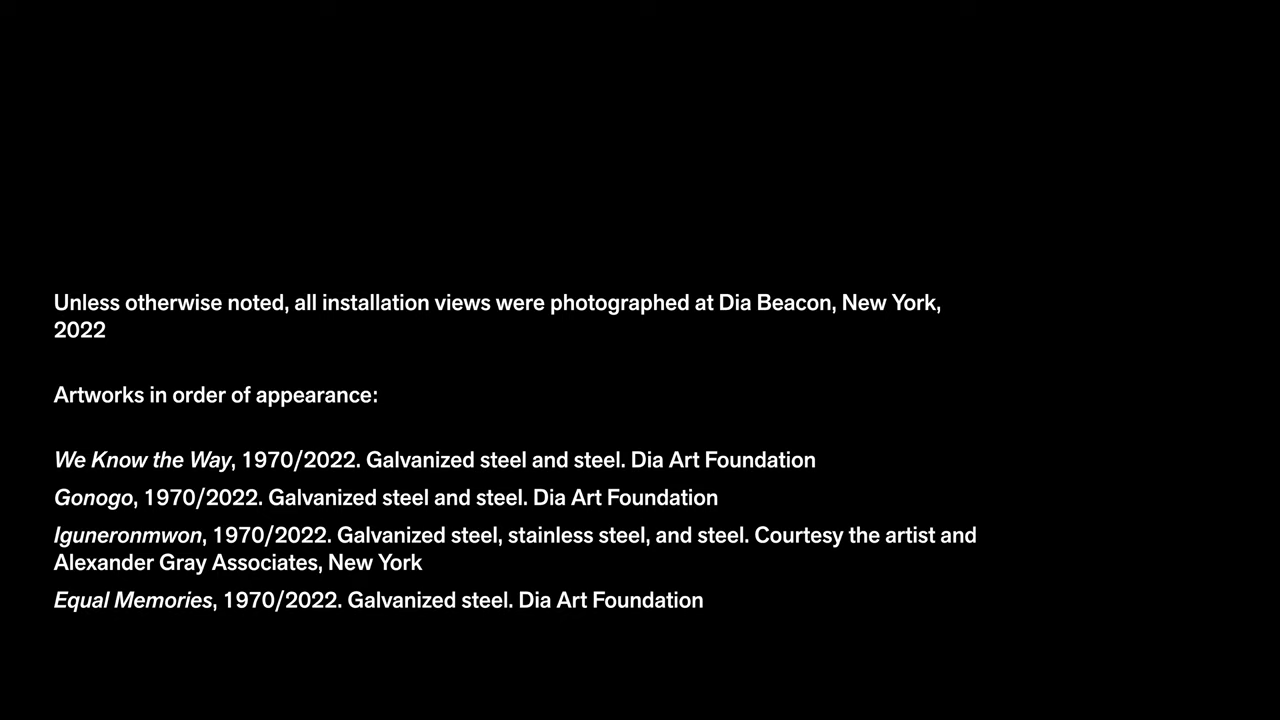 Unless otherwise noted, all installation views were photographed at Dia Beacon, New York,
2022
Artworks in order of appearance:
We Know the Way, 1970/2022. Galvanized steel and steel. Dia Art Foundation
Gonogo, 1970/2022. Galvanized steel and steel. Dia Art Foundation
Iguneronmwon, 1970/2022. Galvanized steel, stainless steel, and steel. Courtesy the artist and
Alexander Gray Associates, New York
Equal Memories, 1970/2022. Galvanized steel. Dia Art Foundation